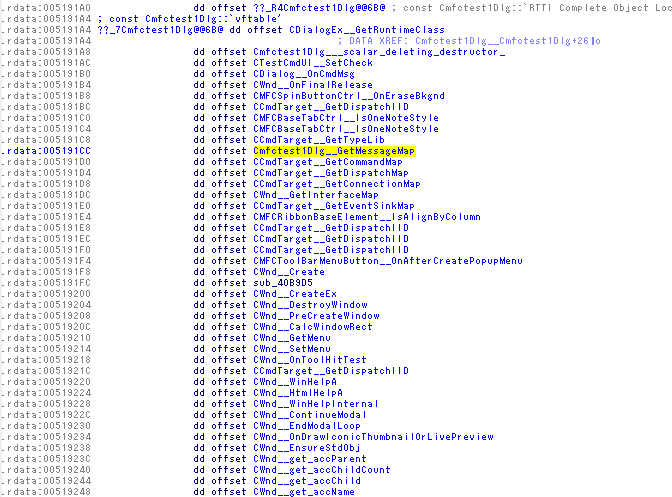 .rdata:005191A0 dd offset ??_R4Cmfctest1Dlg@@6B@ ; const Cmfctest1Dlg::`RTTI Complete Object Loc
.rdata:005191A4 ; const Cmfctest1Dlg::`vftable'
.rdata:005191A4 ??_7Cmfctest1Dlg@@6B@ dd offset CDialogEx__GetRuntimeClass
.rdata:005191A4 ; DATA XREF: Cmfctest1Dlg__Cmfctest1Dlg+26↑o
.rdata:005191A8 dd offset Cmfctest1Dlg___scalar_deleting_destructor_
.rdata:005191AC dd offset CTestCmdUI__SetCheck
.rdata:005191B0 dd offset CDialog__OnCmdMsg
.rdata:005191B4 dd offset CWnd__OnFinalRelease
.rdata:005191B8 dd offset CMFCSpinButtonCtrl__OnEraseBkgnd
.rdata:005191BC dd offset CCmdTarget__GetDispatchIID
.rdata:005191C0 dd offset CMFCBaseTabCtrl__IsOneNoteStyle
.rdata:005191C4 dd offset CMFCBaseTabCtrl__IsOneNoteStyle
.rdata:005191C8 dd offset CCmdTarget__GetTypeLib
.rdata:005191CC dd offset Cmfctest1Dlg__GetMessageMap
.rdata:005191D0 dd offset CCmdTarget__GetCommandMap
.rdata:005191D4 dd offset CCmdTarget__GetDispatchMap
.rdata:005191D8 dd offset CCmdTarget__GetConnectionMap
.rdata:005191DC dd offset CWnd__GetInterfaceMap
.rdata:005191E0 dd offset CCmdTarget__GetEventSinkMap
.rdata:005191E4 dd offset CMFCRibbonBaseElement__IsAlignByColumn
.rdata:005191E8 dd offset CCmdTarget__GetDispatchIID
.rdata:005191EC dd offset CCmdTarget__GetDispatchIID
.rdata:005191F0 dd offset CCmdTarget__GetDispatchIID
.rdata:005191F4 dd offset CMFCToolBarMenuButton__OnAfterCreatePopupMenu
.rdata:005191F8 dd offset CWnd__Create
.rdata:005191FC dd offset sub_40B9D5
.rdata:00519200 dd offset CWnd__CreateEx
.rdata:00519204 dd offset CWnd__DestroyWindow
.rdata:00519208 dd offset CWnd__PreCreateWindow
.rdata:0051920C dd offset CWnd__CalcWindowRect
.rdata:00519210 dd offset CWnd__GetMenu
.rdata:00519214 dd offset CWnd__SetMenu
.rdata:00519218 dd offset CWnd__OnToolHitTest
.rdata:0051921C dd offset CCmdTarget__GetDispatchIID
.rdata:00519220 dd offset CWnd__WinHelpA
.rdata:00519224 dd offset CWnd__HtmlHelpA
.rdata:00519228 dd offset CWnd__WinHelpInternal
.rdata:0051922C dd offset CWnd__ContinueModal
.rdata:00519230 dd offset CWnd__EndModalLoop
.rdata:00519234 dd offset CWnd__OnDrawIconicThumbnailOrLivePreview
.rdata:00519238 dd offset CWnd__EnsureStdObj
.rdata:0051923C dd offset CWnd__get_accParent
.rdata:00519240 dd offset CWnd__get_accChildCount
.rdata:00519244 dd offset CWnd__get_accChild
.rdata:00519248 dd offset CWnd__get_accName